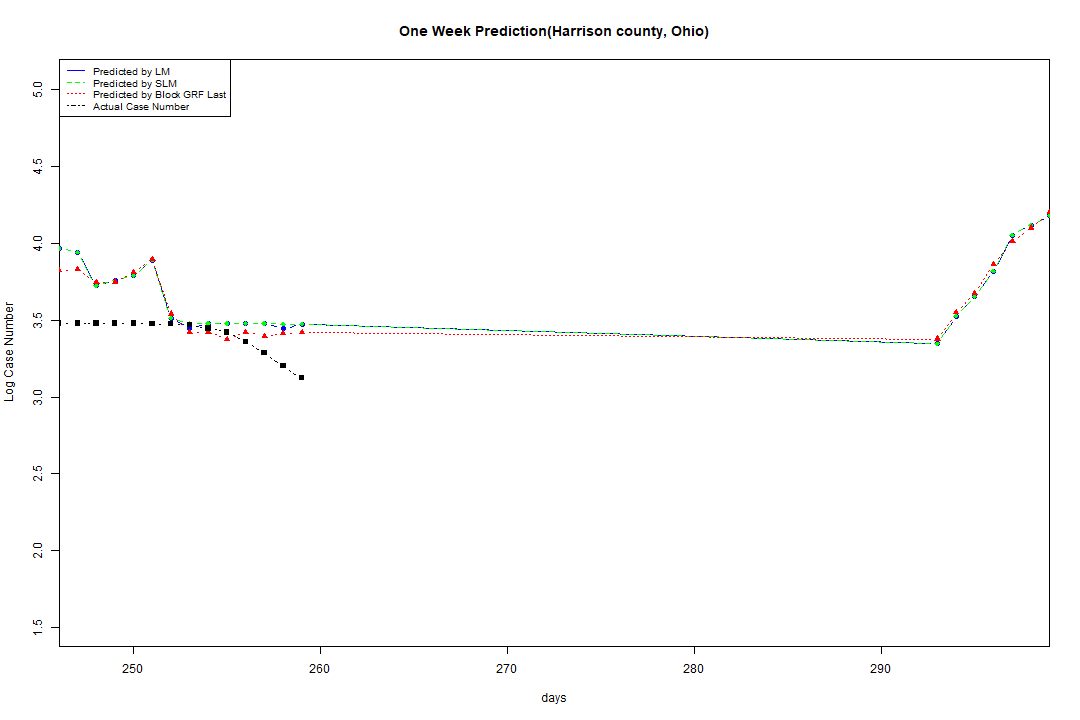 One Week Prediction(Harrison county, Ohio)
Predicted by LM
Predicted by SLM
Predicted by Block GRF Last
Actual Case Number
5.0
4.5
4.0
3.5
3.0
2.5
2.0
1.5
Log Case Number
250 260 270 280 290
days